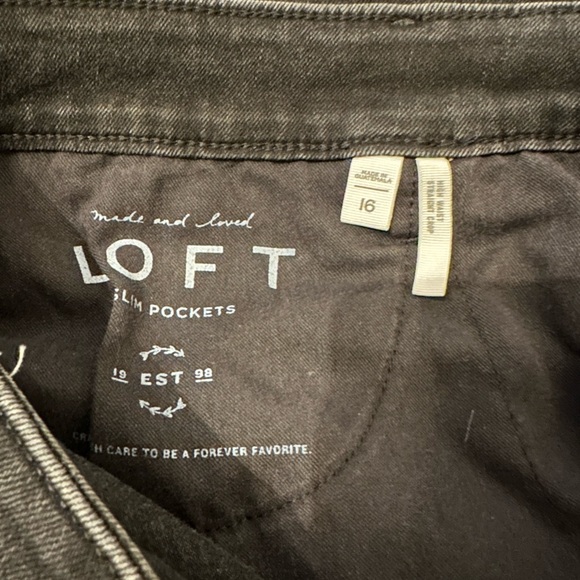 made and loved
LOFT
SLIM POCKETS
19 EST 98
CARE TO BE A FOREVER FAVORITE.
MADE IN
GUATEMALA
16
HIGH WAIST
STRAIGHT CROP